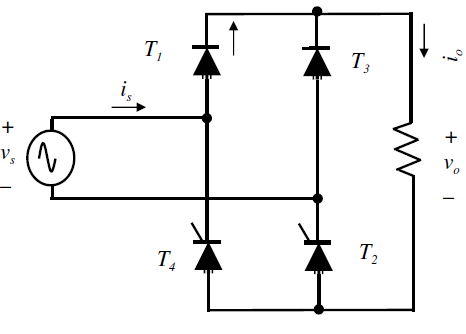 T1
T3
is
io
+
vs
−
+
vo
−
T4
T2